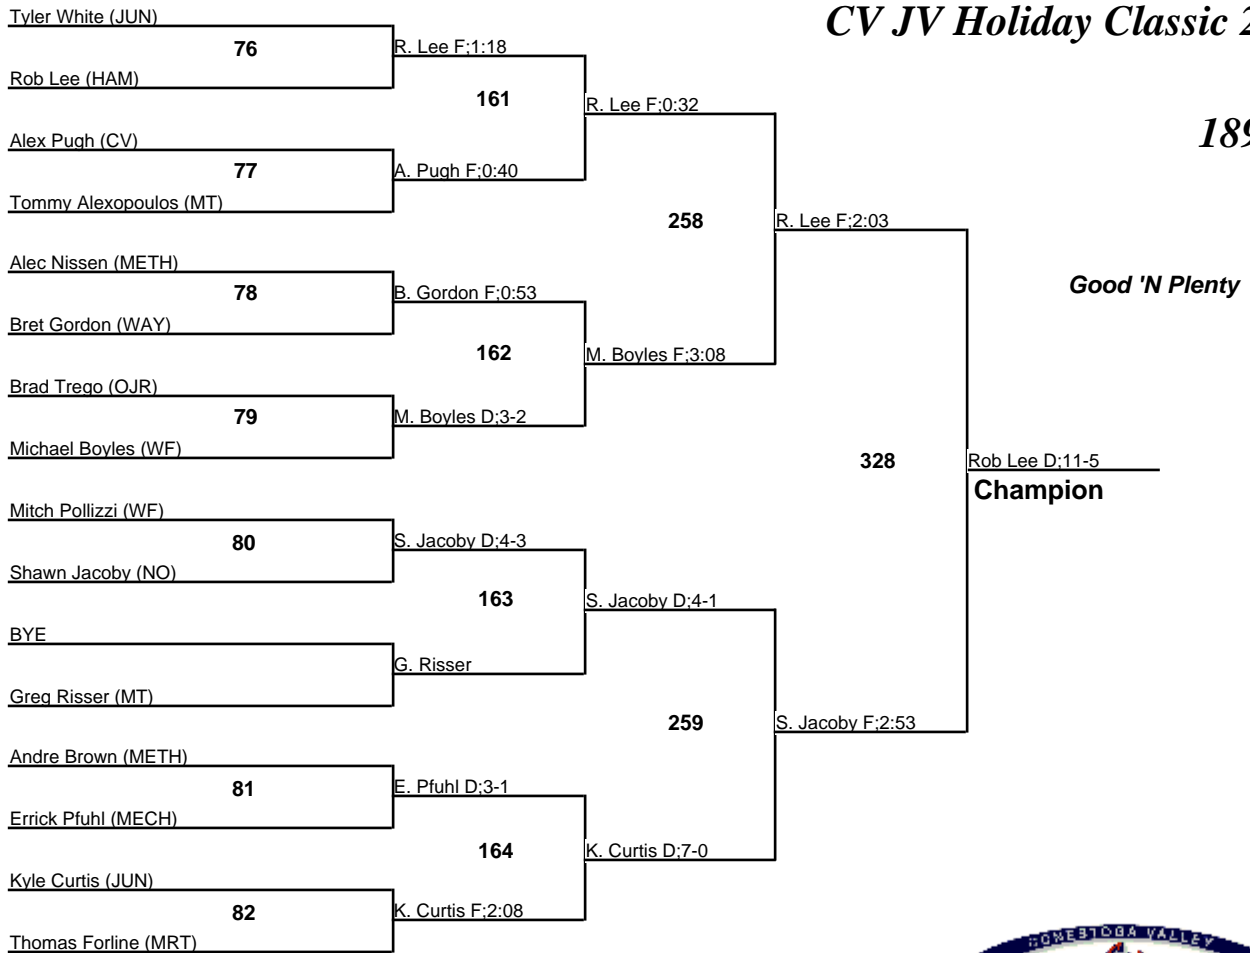 CV JV Holiday Classic 2
189
Good 'N Plenty
Tyler White (JUN)
76
Rob Lee (HAM)
R. Lee F;1:18
161
Alex Pugh (CV)
77
Tommy Alexopoulos (MT)
A. Pugh F;0:40
R. Lee F;0:32
258
Alec Nissen (METH)
78
Bret Gordon (WAY)
B. Gordon F;0:53
162
Brad Trego (OJR)
79
Michael Boyles (WF)
M. Boyles D;3-2
M. Boyles F;3:08
R. Lee F;2:03
328
Mitch Pollizzi (WF)
80
Shawn Jacoby (NO)
S. Jacoby D;4-3
163
BYE
Greg Risser (MT)
G. Risser
S. Jacoby D;4-1
259
Andre Brown (METH)
81
Errick Pfuhl (MECH)
E. Pfuhl D;3-1
164
Kyle Curtis (JUN)
82
Thomas Forline (MRT)
K. Curtis F;2:08
K. Curtis D;7-0
S. Jacoby F;2:53
Rob Lee D;11-5
Champion
CONESTOGA VALLEY